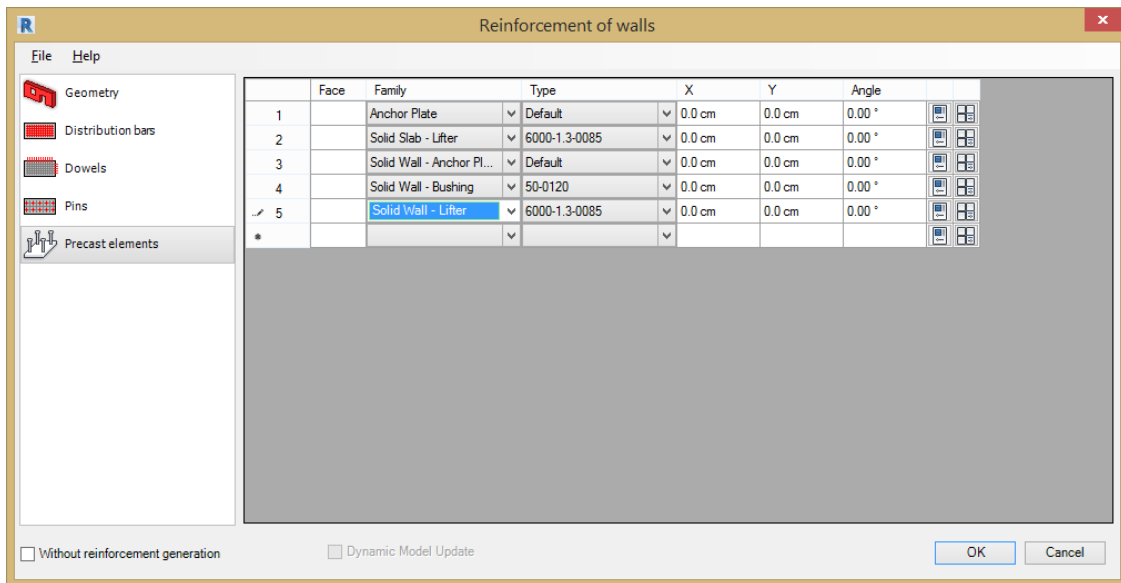 R Reinforcement of walls x
File Help
Geometry
Distribution bars
Dowels
Pins
Precast elements
Face Family Type X Y Angle
1 Anchor Plate Default 0.0 cm 0.0 cm 0.00 °
2 Solid Slab - Lifter 6000-1.3-0085 0.0 cm 0.0 cm 0.00 °
3 Solid Wall - Anchor Pl... Default 0.0 cm 0.0 cm 0.00 °
4 Solid Wall - Bushing 50-0120 0.0 cm 0.0 cm 0.00 °
5 Solid Wall - Lifter 6000-1.3-0085 0.0 cm 0.0 cm 0.00 °
*
Without reinforcement generation Dynamic Model Update OK Cancel